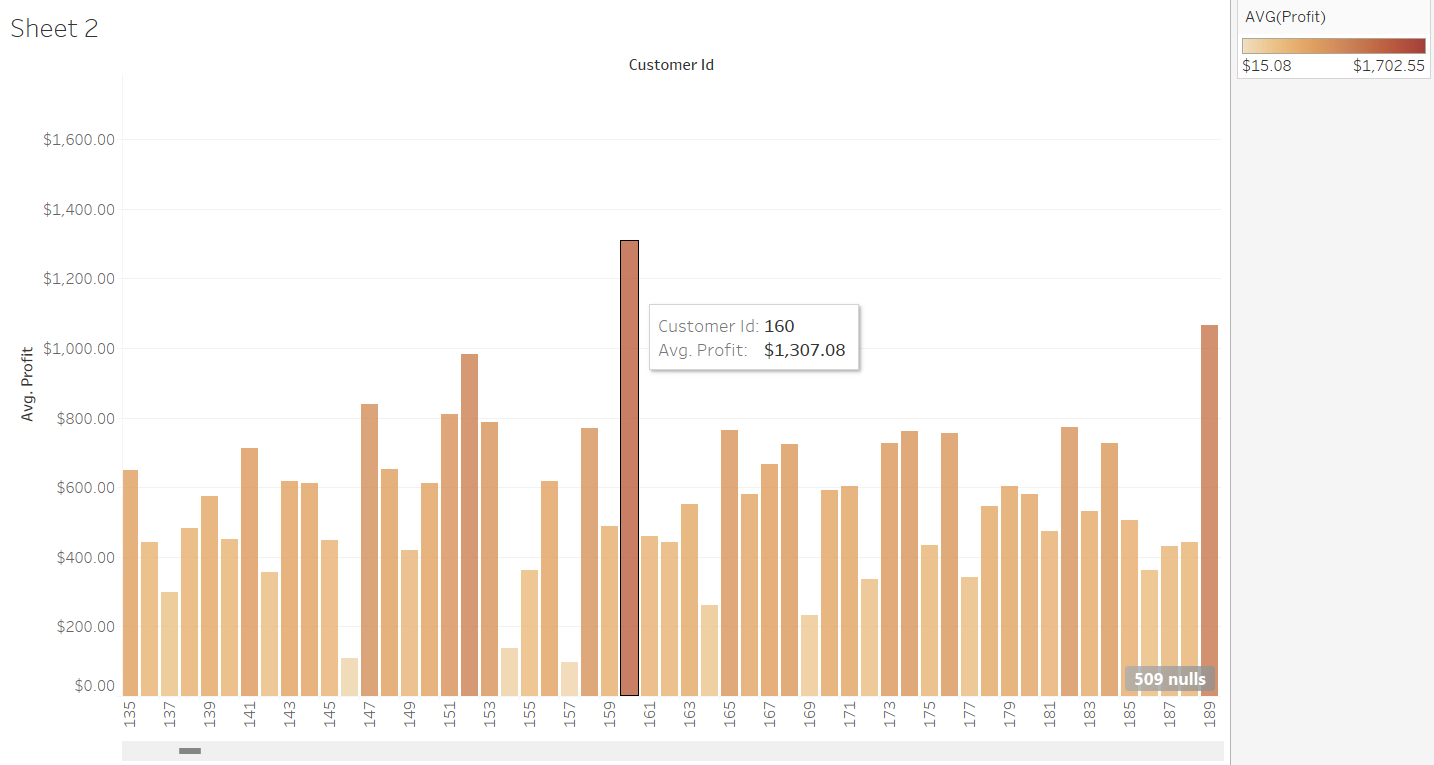 Sheet 2
AVG(Profit)
$15.08 $1,702.55
Customer Id
Avg. Profit
$1,600.00
$1,400.00
$1,200.00
$1,000.00
$800.00
$600.00
$400.00
$200.00
$0.00
Customer Id: 160
Avg. Profit: $1,307.08
509 nulls
135 137 139 141 143 145 147 149 151 153 155 157 159 161 163 165 167 169 171 173 175 177 179 181 183 185 187 189